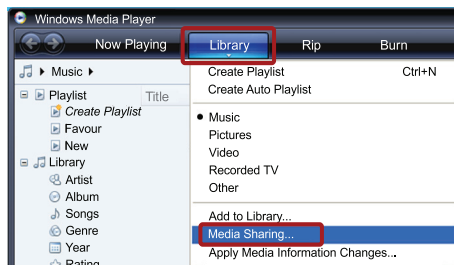 Windows Media Player
Now Playing Library Rip Burn
Music
Playlist Title
Create Playlist
Favour
New
Library
Artist
Album
Songs
Genre
Year
Rating
Create Playlist Ctrl+N
Create Auto Playlist
Music
Pictures
Video
Recorded TV
Other
Add to Library...
Media Sharing...
Apply Media Information Changes...